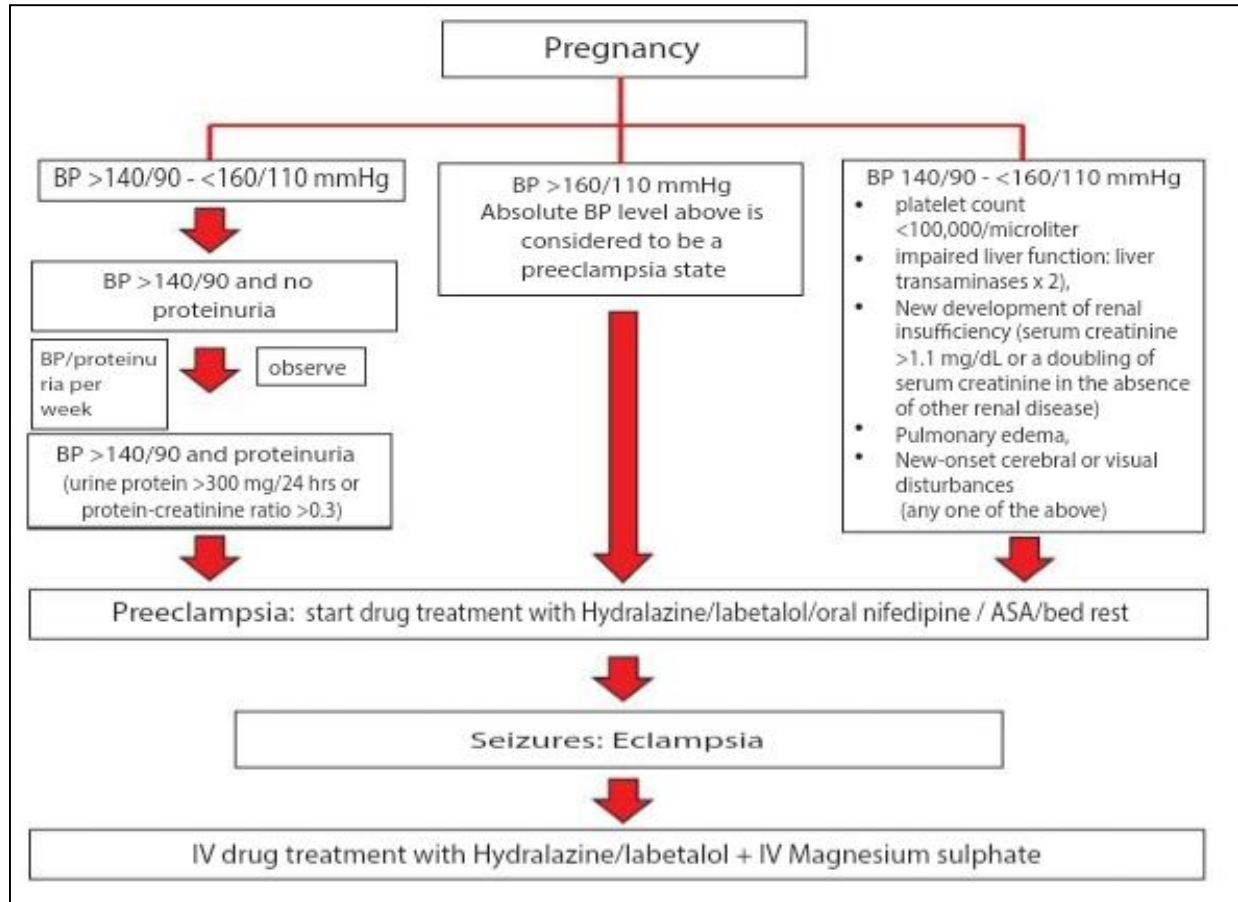 Pregnancy
BP >140/90 - <160/110 mmHg
BP >140/90 and no
proteinuria
BP/proteinu
ria per
week
observe
BP >140/90 and proteinuria
(urine protein >300 mg/24 hrs or
protein-creatinine ratio >0.3)
BP >160/110 mmHg
Absolute BP level above is
considered to be a
preeclampsia state
BP 140/90 - <160/110 mmHg
• platelet count
<100,000/microliter
• impaired liver function: liver
transaminases x 2),
• New development of renal
insufficiency (serum creatinine
>1.1 mg/dL or a doubling of
serum creatinine in the absence
of other renal disease)
• Pulmonary edema,
• New-onset cerebral or visual
disturbances
(any one of the above)
Preeclampsia: start drug treatment with Hydralazine/labetalol/oral nifedipine / ASA/bed rest
Seizures: Eclampsia
IV drug treatment with Hydralazine/labetalol + IV Magnesium sulphate